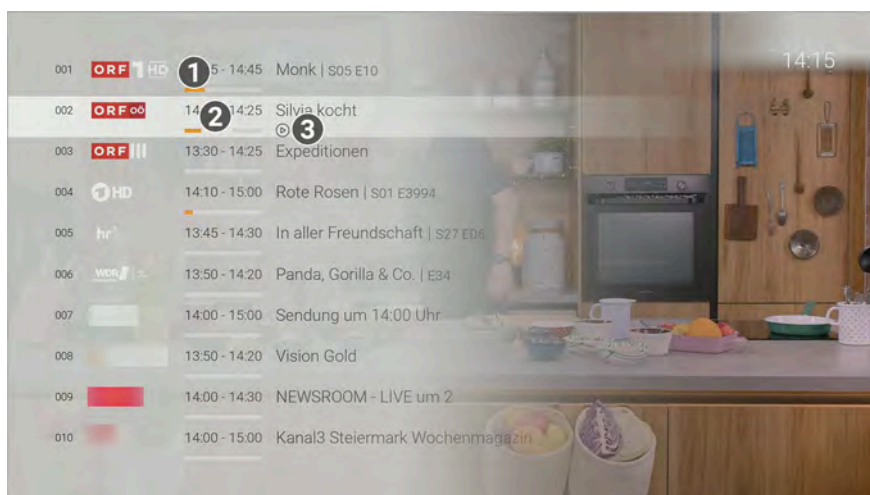 14:15
001 ORF 1 HD 1 5 - 14:45 Monk | S05 E10
002 ORF OÖ 14 2 14:25 Silvia kocht
3
003 ORF III 13:30 - 14:25 Expeditionen
004 1 HD 14:10 - 15:00 Rote Rosen | S01 E3994
005 hr 13:45 - 14:30 In aller Freundschaft | S27 E06
006 WDR 13:50 - 14:20 Panda, Gorilla & Co. | E34
007 14:00 - 15:00 Sendung um 14:00 Uhr
008 13:50 - 14:20 Vision Gold
009 14:00 - 14:30 NEWSROOM - LIVE um 2
010 14:00 - 15:00 Kanal3 Steiermark Wochenmagazin